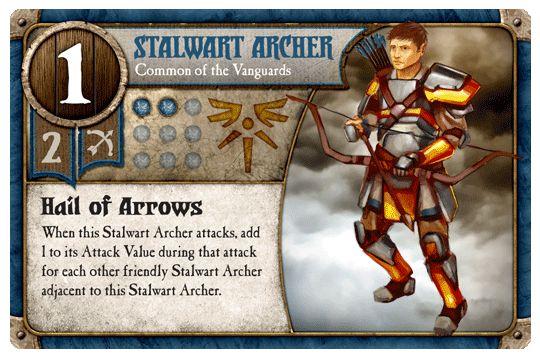 1
STALWART ARCHER
Common of the Vanguards
2
Hail of Arrows
When this Stalwart Archer attacks, add
1 to its Attack Value during that attack
for each other friendly Stalwart Archer
adjacent to this Stalwart Archer.